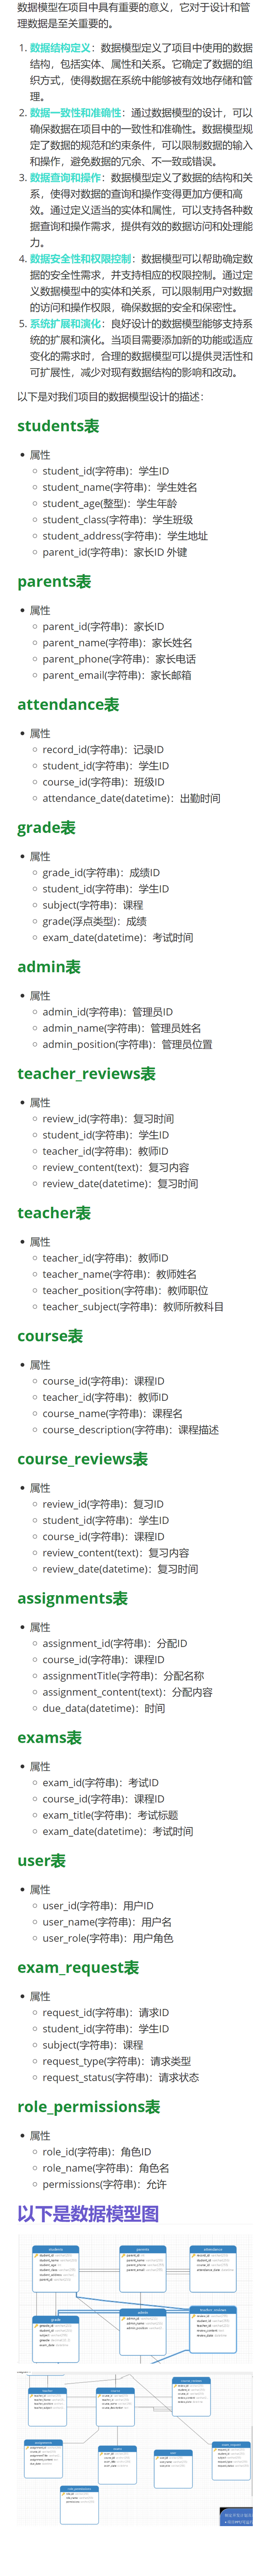 数据模型在项目中具有重要的意义，它对于设计和管
理数据是至关重要的。
1. 数据结构定义：数据模型定义了项目中使用的数据
结构，包括实体、属性和关系。它确定了数据的组
织方式，使得数据在系统中能够被有效地存储和管
理。
2. 数据一致性和准确性：通过数据模型的设计，可以
确保数据在项目中的一致性和准确性。数据模型规
定了数据的规范和约束条件，可以限制数据的输入
和操作，避免数据的冗余、不一致或错误。
3. 数据查询和操作：数据模型定义了数据的结构和关
系，使得对数据的查询和操作变得更加方便和高
效。通过定义适当的实体和属性，可以支持各种数
据查询和操作需求，提供有效的数据访问和处理能
力。
4. 数据安全性和权限控制：数据模型可以帮助确定数
据的安全性需求，并支持相应的权限控制。通过定
义数据模型中的实体和关系，可以限制用户对数据
的访问和操作权限，确保数据的安全和保密性。
5. 系统扩展和演化：良好设计的数据模型能够支持系
统的扩展和演化。当项目需要添加新的功能或适应
变化的需求时，合理的数据模型可以提供灵活性和
可扩展性，减少对现有数据结构的影响和改动。
以下是对我们项目的数据模型设计的描述：
students表
属性
student_id(字符串)：学生ID
student_name(字符串)：学生姓名
student_age(整型)：学生年龄
student_class(字符串)：学生班级
student_address(字符串)：学生地址
parent_id(字符串)：家长ID 外键
parents表
属性
parent_id(字符串)：家长ID
parent_name(字符串)：家长姓名
parent_phone(字符串)：家长电话
parent_email(字符串)：家长邮箱
attendance表
属性
record_id(字符串)：记录ID
student_id(字符串)：学生ID
course_id(字符串)：班级ID
attendance_date(datetime)：出勤时间
grade表
属性
grade_id(字符串)：成绩ID
student_id(字符串)：学生ID
subject(字符串)：课程
grade(浮点类型)：成绩
exam_date(datetime)：考试时间
admin表
属性
admin_id(字符串)：管理员ID
admin_name(字符串)：管理员姓名
admin_position(字符串)：管理员位置
teacher_reviews表
属性
review_id(字符串)：复习时间
student_id(字符串)：学生ID
teacher_id(字符串)：教师ID
review_content(text)：复习内容
review_date(datetime)：复习时间
teacher表
属性
teacher_id(字符串)：教师ID
teacher_name(字符串)：教师姓名
teacher_position(字符串)：教师职位
teacher_subject(字符串)：教师所教科目
course表
属性
course_id(字符串)：课程ID
teacher_id(字符串)：教师ID
course_name(字符串)：课程名
course_description(字符串)：课程描述
course_reviews表
属性
review_id(字符串)：复习ID
student_id(字符串)：学生ID
course_id(字符串)：课程ID
review_content(text)：复习内容
review_date(datetime)：复习时间
assignments表
属性
assignment_id(字符串)：分配ID
course_id(字符串)：课程ID
assignmentTitle(字符串)：分配名称
assignment_content(text)：分配内容
due_data(datetime)：时间
exams表
属性
exam_id(字符串)：考试ID
course_id(字符串)：课程ID
exam_title(字符串)：考试标题
exam_date(datetime)：考试时间
user表
属性
user_id(字符串)：用户ID
user_name(字符串)：用户名
user_role(字符串)：用户角色
exam_request表
属性
request_id(字符串)：请求ID
student_id(字符串)：学生ID
subject(字符串)：课程
request_type(字符串)：请求类型
request_status(字符串)：请求状态
role_permissions表
属性
role_id(字符串)：角色ID
role_name(字符串)：角色名
permissions(字符串)：允许
以下是数据模型图
students
parents
attendance
grade
admin